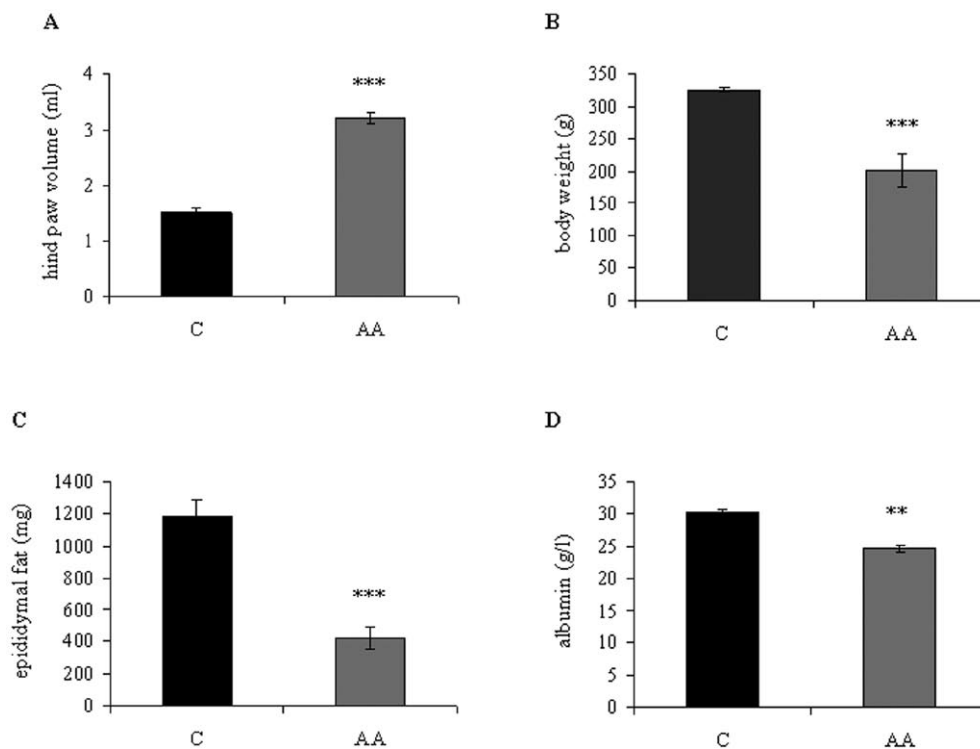 A
hind paw volume (ml)
4
3
2
1
0
***
C AA
B
body weight (g)
350
300
250
200
150
100
50
0
***
C AA
C
epididymal fat (mg)
1400
1200
1000
800
600
400
200
0
***
C AA
D
albumin (g/l)
35
30
25
20
15
10
5
0
**
C AA